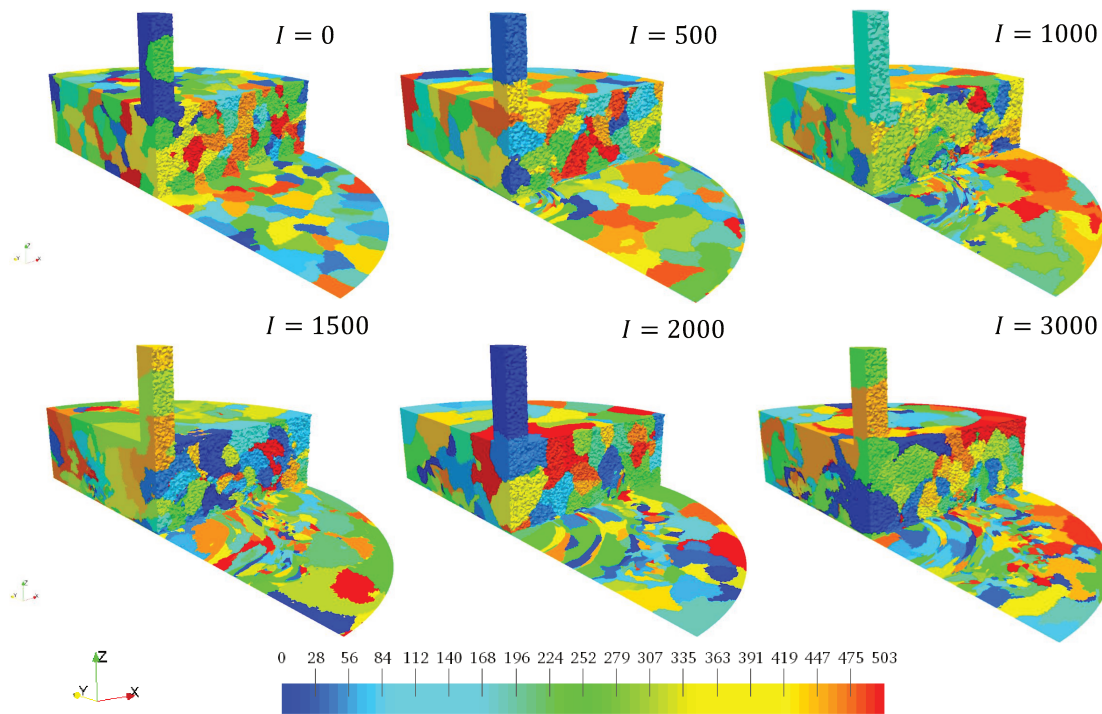 I = 0
I = 500
I = 1000
Z
Y
X
I = 1500
I = 2000
I = 3000
Z
Y
X
0 28 56 84 112 140 168 196 224 252 279 307 335 363 391 419 447 475 503
Z
Y
X